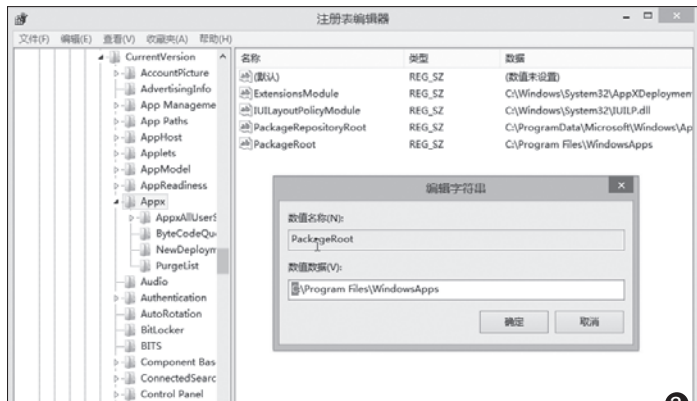 注册表编辑器
文件(F) 编辑(E) 查看(V) 收藏夹(A) 帮助(H)
CurrentVersion
AccountPicture
AdvertisingInfo
App Manageme
App Paths
AppHost
Applets
AppModel
AppReadiness
Appx
AppxAllUserS
ByteCodeQu
NewDeploym
PurgeList
Audio
Authentication
AutoRotation
BitLocker
BITS
Component Bas
ConnectedSearc
Control Panel
名称 类型 数据
(默认) REG_SZ (数值未设置)
ExtensionsModule REG_SZ C:\Windows\System32\AppXDeploymen
IUILayoutPolicyModule REG_SZ C:\Windows\System32\IUILP.dll
PackageRepositoryRoot REG_SZ C:\ProgramData\Microsoft\Windows\Ap
PackageRoot REG_SZ C:\Program Files\WindowsApps
编辑字符串
数值名称(N):
PackageRoot
数值数据(V):
C:\Program Files\WindowsApps
确定 取消